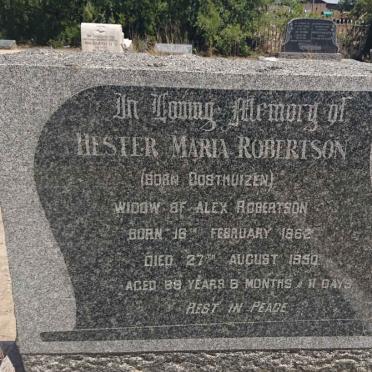 In Loving Memory of
HESTER MARIA ROBERTSON
(BORN OOSTHUIZEN)
WIDOW OF ALEX ROBERTSON
BORN 16TH FEBRUARY 1862
DIED 27TH AUGUST 1950
AGED 88 YEARS 6 MONTHS 11 DAYS
REST IN PEACE